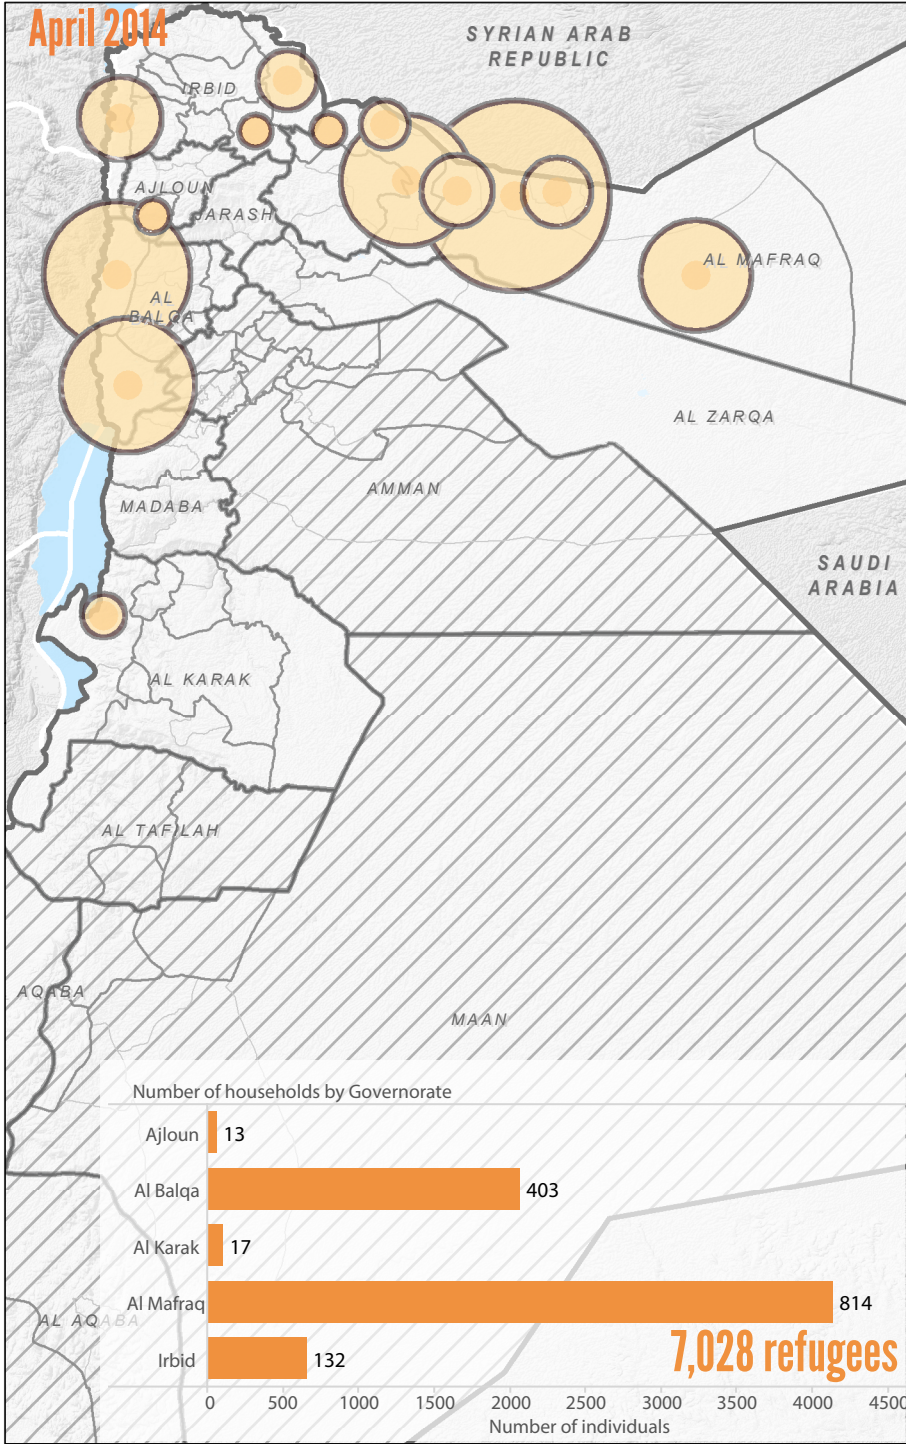 April 2014
SYRIAN ARAB
REPUBLIC
IRBID
AJLOUN
JARASH
AL MAFRAQ
AL
BALQA
AL ZARQA
AMMAN
MADABA
SAUDI
ARABIA
AL KARAK
AL TAFILAH
AQABA
MAAN
AL AQABA
Number of households by Governorate
Ajloun 13
Al Balqa 403
Al Karak 17
Al Mafraq 814
Irbid 132
7,028 refugees
0 500 1000 1500 2000 2500 3000 3500 4000 4500
Number of individuals